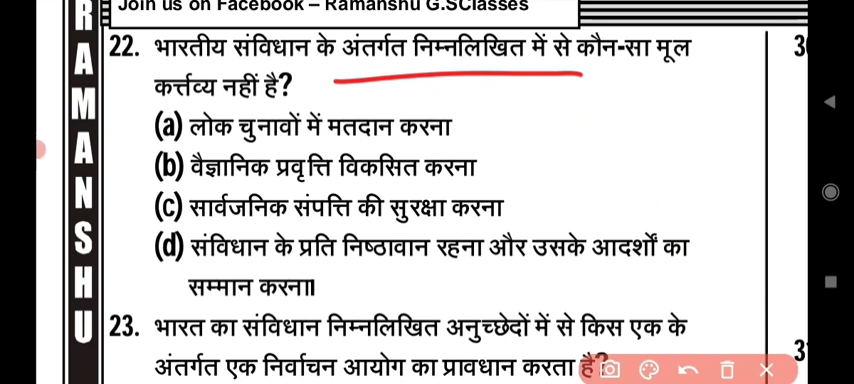 Join us on Facebook – Ramanshu G.SClasses
RAMANSHU
22. भारतीय संविधान के अंतर्गत निम्नलिखित में से कौन-सा मूल
कर्त्तव्य नहीं है?
(a) लोक चुनावों में मतदान करना
(b) वैज्ञानिक प्रवृत्ति विकसित करना
(c) सार्वजनिक संपत्ति की सुरक्षा करना
(d) संविधान के प्रति निष्ठावान रहना और उसके आदर्शों का
सम्मान करना॥
23. भारत का संविधान निम्नलिखित अनुच्छेदों में से किस एक के
अंतर्गत एक निर्वाचन आयोग का प्रावधान करता है?